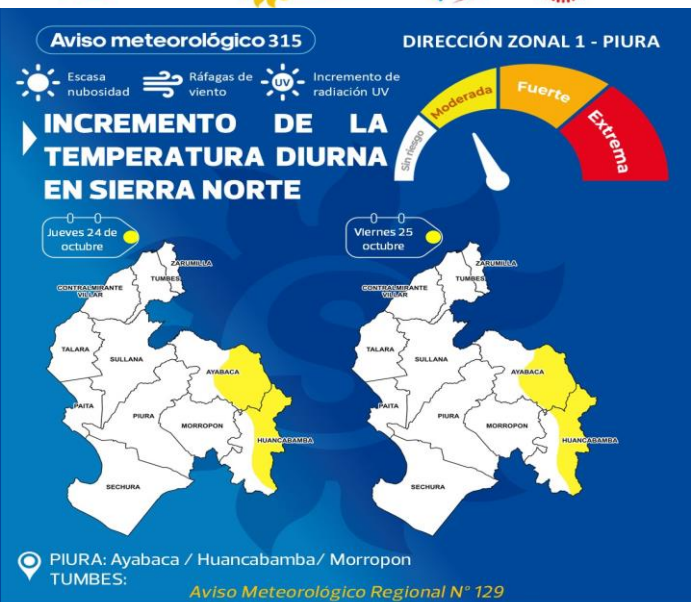 Aviso meteorológico 315
DIRECCIÓN ZONAL 1 - PIURA
Escasa
nubosidad
Ráfagas de
viento
UV
Incremento de
radiación UV
INCREMENTO DE LA
TEMPERATURA DIURNA
EN SIERRA NORTE
Sin riesgo
Moderada
Fuerte
Extrema
Jueves 24 de
octubre
ZARUMILLA
TUMBES
CONTRALMIRANTE
VILLAR
TALARA
SULLANA
AYABACA
PAITA
PIURA
MORROPON
HUANCABAMBA
SECHURA
Viernes 25
octubre
ZARUMILLA
TUMBES
CONTRALMIRANTE
VILLAR
TALARA
SULLANA
AYABACA
PAITA
PIURA
MORROPON
HUANCABAMBA
SECHURA
PIURA: Ayabaca / Huancabamba/ Morropon
TUMBES:
Aviso Meteorológico Regional N° 129